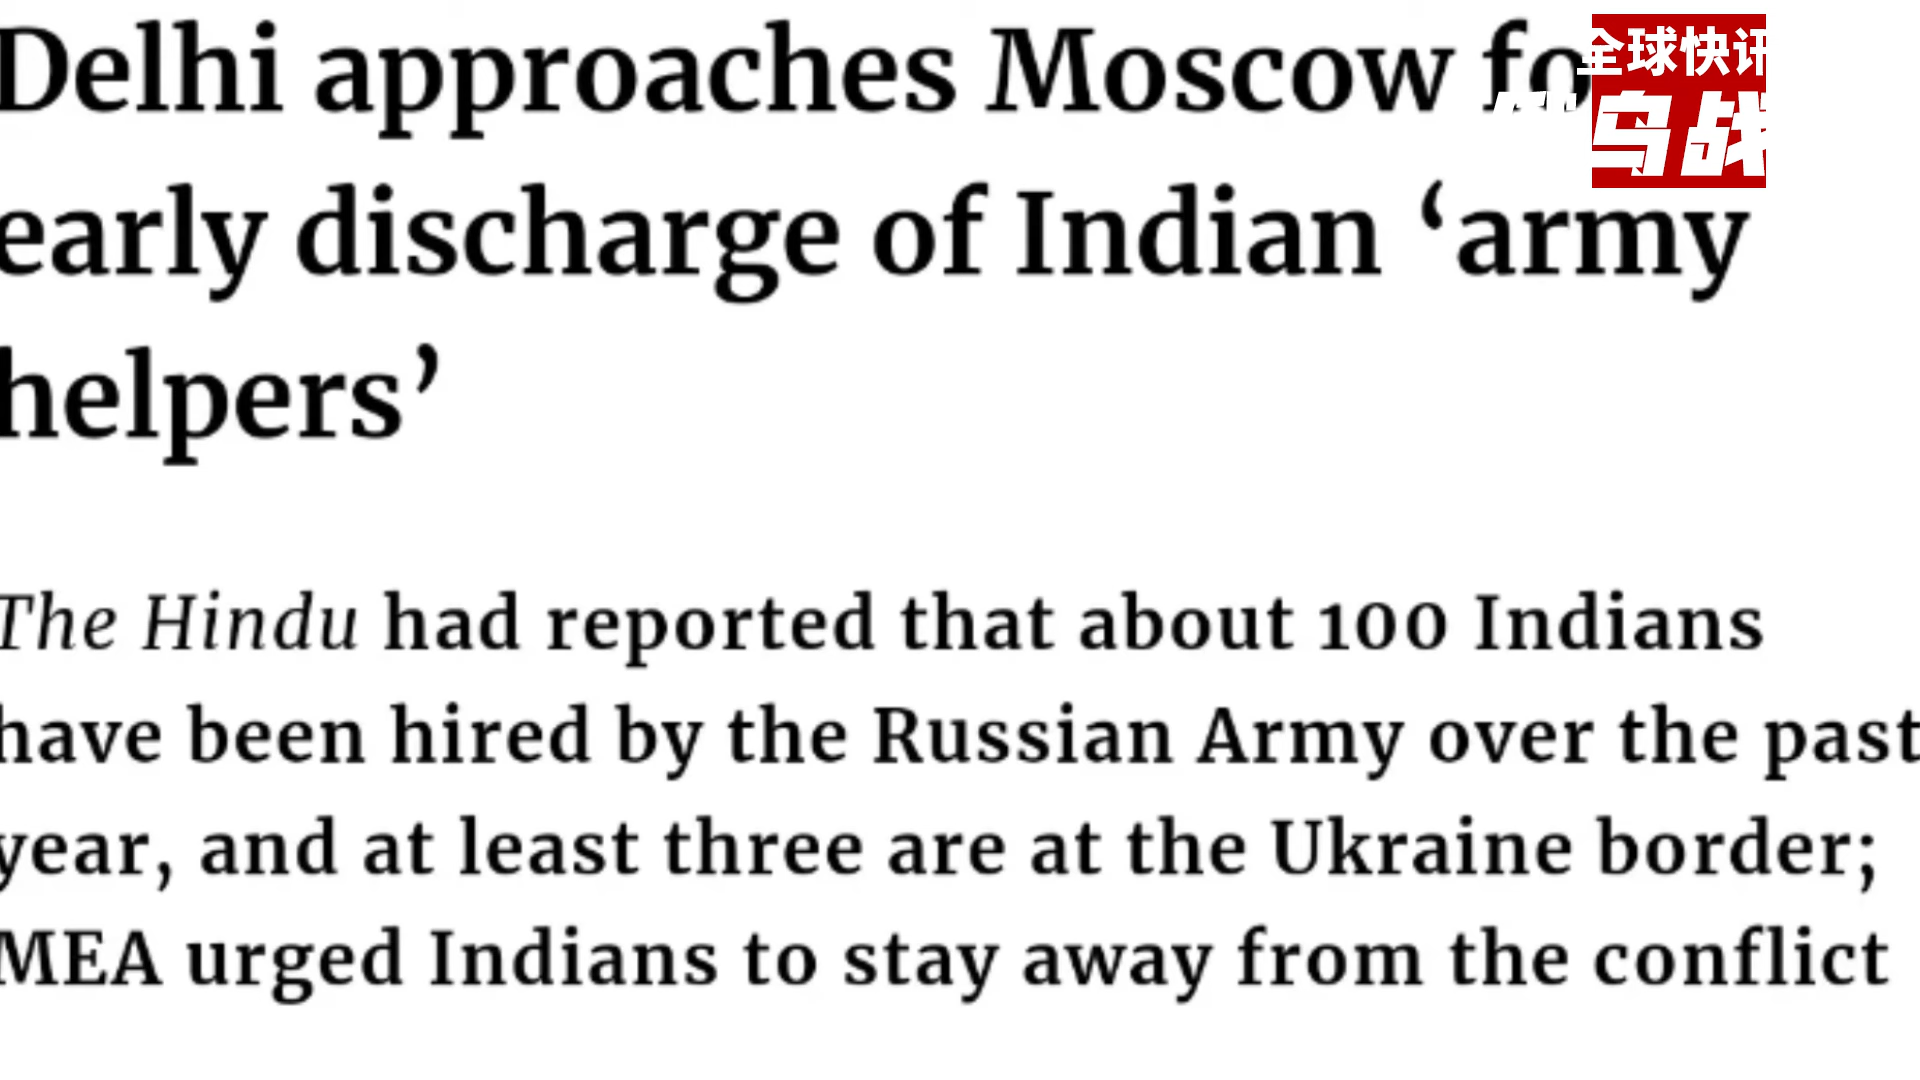 Delhi approaches Moscow fo
early discharge of Indian ‘army
helpers’
The Hindu had reported that about 100 Indians
have been hired by the Russian Army over the past
year, and at least three are at the Ukraine border;
MEA urged Indians to stay away from the conflict
全球快讯
乌战